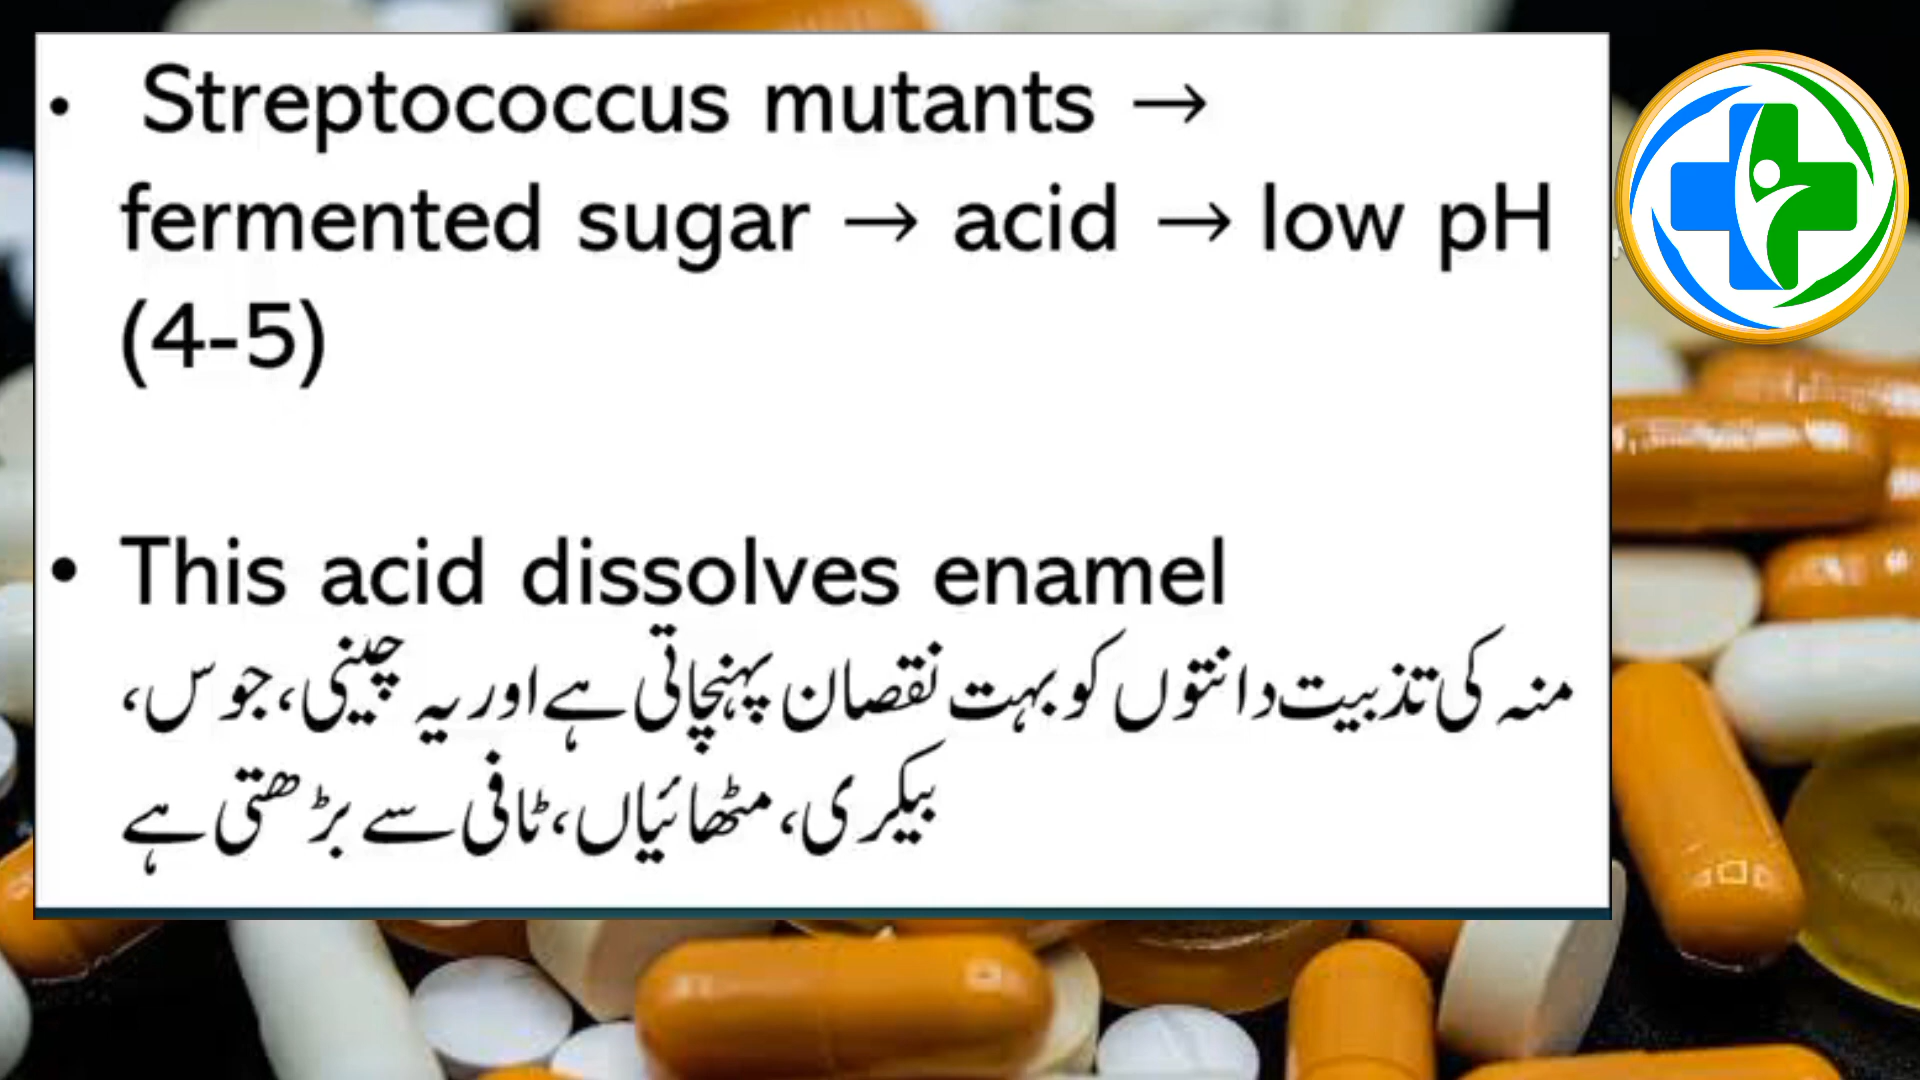 • Streptococcus mutants →
fermented sugar → acid → low pH
(4-5)
• This acid dissolves enamel
منہ کی تذبیت دانتوں کو بہت نقصان پہنچاتی ہے اور یہ چینی، جوس،
بیکری، مٹھائیاں، ٹافی سے بڑھتی ہے